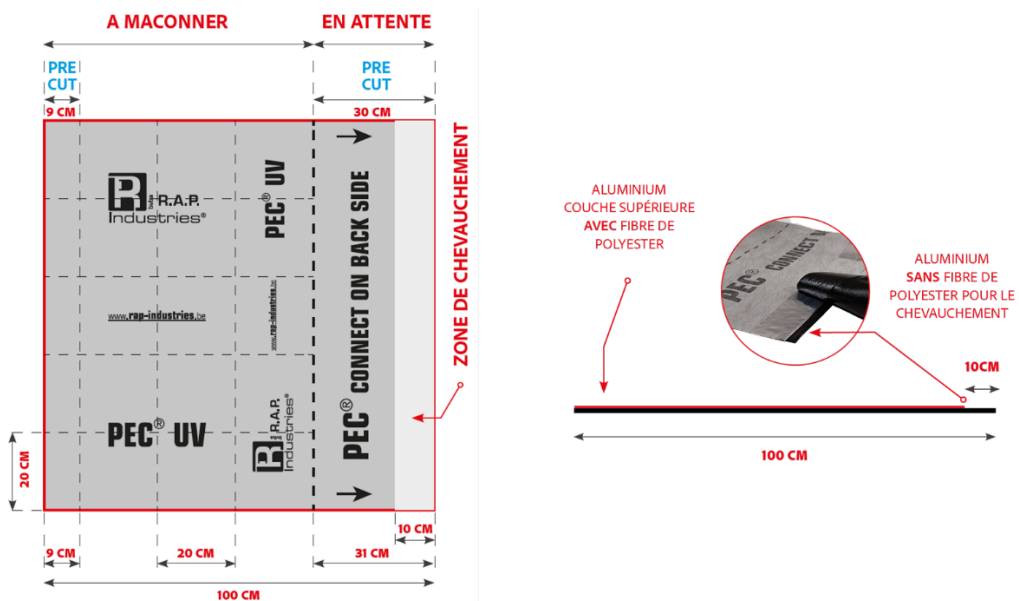 A MACONNER
EN ATTENTE
PRE
CUT
PRE
CUT
9 CM
30 CM
R.A.P.
Industries®
PEC® UV
www.rap-industries.be
www.rap-industries.be
PEC® UV
R.A.P.
Industries®
PEC® CONNECT ON BACK SIDE
ZONE DE CHEVAUCHEMENT
20 CM
10 CM
9 CM
20 CM
31 CM
100 CM
ALUMINIUM
COUCHE SUPÉRIEURE
AVEC FIBRE DE
POLYESTER
PEC® CONNECT ON B
ALUMINIUM
SANS FIBRE DE
POLYESTER POUR LE
CHEVAUCHEMENT
10CM
100 CM